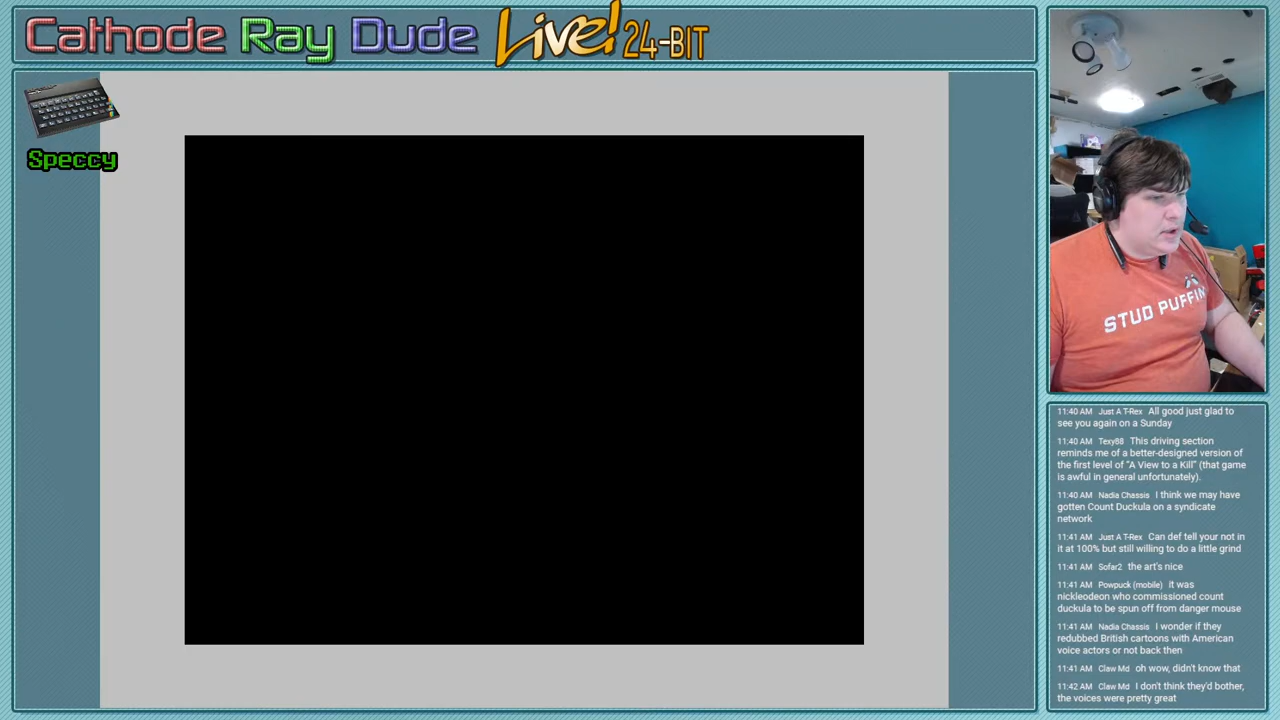 Cathode Ray Dude Live! 24-BIT
Speccy
STUD PUFFIN
11:40 AM Just A T-Rex All good just glad to
see you again on a Sunday
11:40 AM Texy88 This driving section
reminds me of a better-designed version of
the first level of "A View to a Kill" (that game
is awful in general unfortunately).
11:40 AM Nadia Chassis I think we may have
gotten Count Duckula on a syndicate
network
11:41 AM Just A T-Rex Can def tell your not in
it at 100% but still willing to do a little grind
11:41 AM Sofar2 the art's nice
11:41 AM Powpuck (mobile) it was
nickleodeon who commissioned count
duckula to be spun off from danger mouse
11:41 AM Nadia Chassis I wonder if they
redubbed British cartoons with American
voice actors or not back then
11:41 AM Claw Md oh wow, didn't know that
11:42 AM Claw Md I don't think they'd bother,
the voices were pretty great